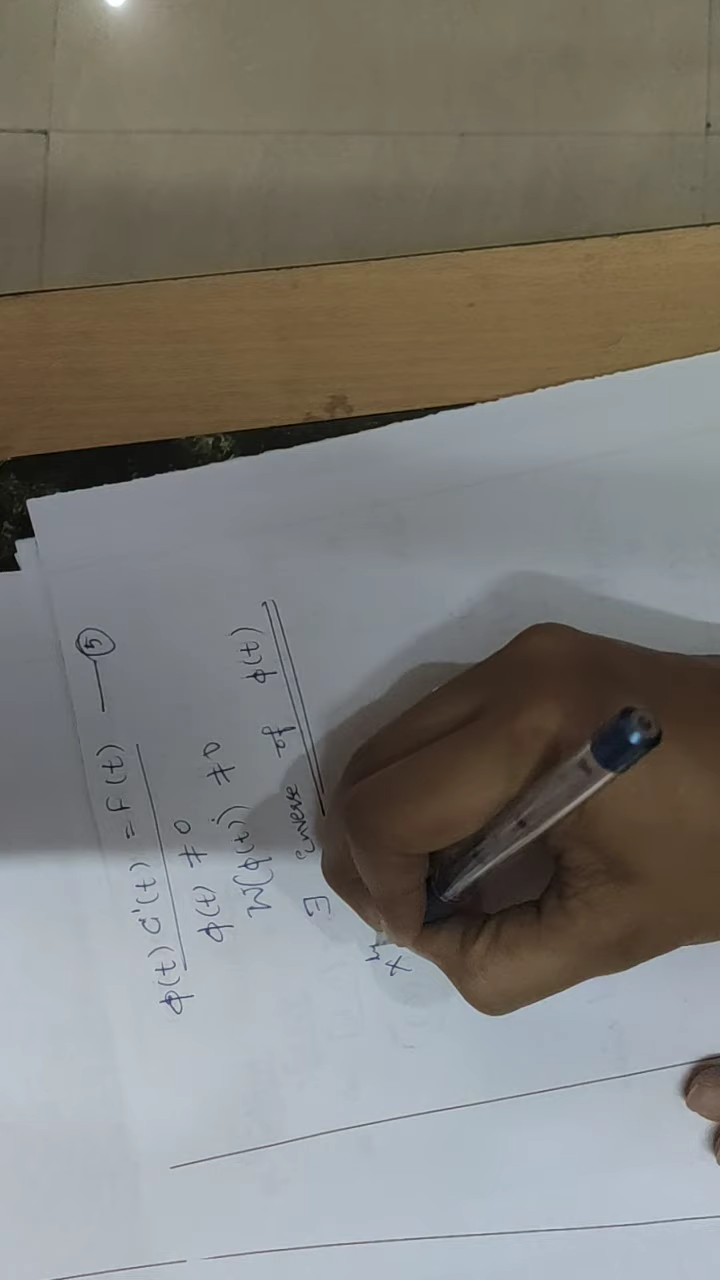 ϕ(t) C'(t) = F(t) — ⑤
ϕ(t) ≠ 0
W(ϕ(t)) ≠ 0
∃ inverse of ϕ(t)
x